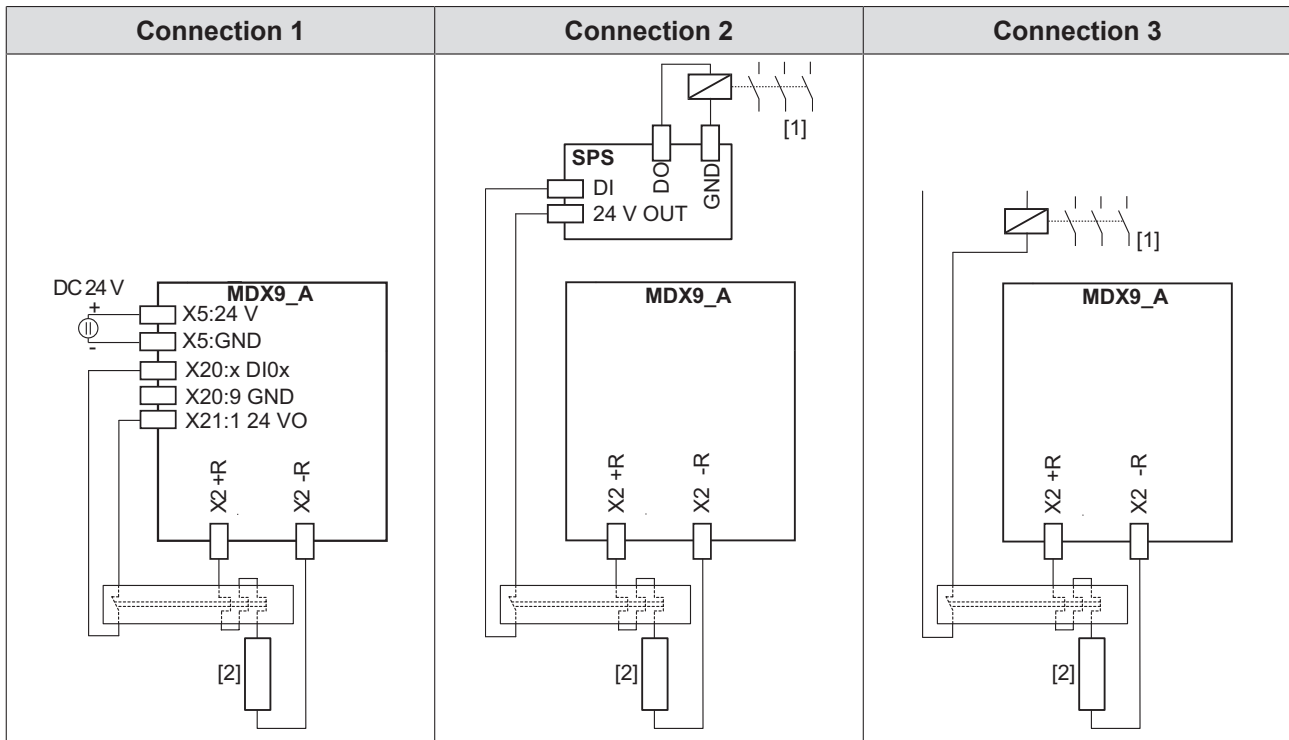 Connection 1
Connection 2
Connection 3
DC 24 V
+
-
MDX9_A
X5:24 V
X5:GND
X20:x DI0x
X20:9 GND
X21:1 24 VO
X2 +R
X2 -R
[2]
[1]
SPS
DO
GND
DI
24 V OUT
MDX9_A
X2 +R
X2 -R
[2]
[1]
MDX9_A
X2 +R
X2 -R
[2]